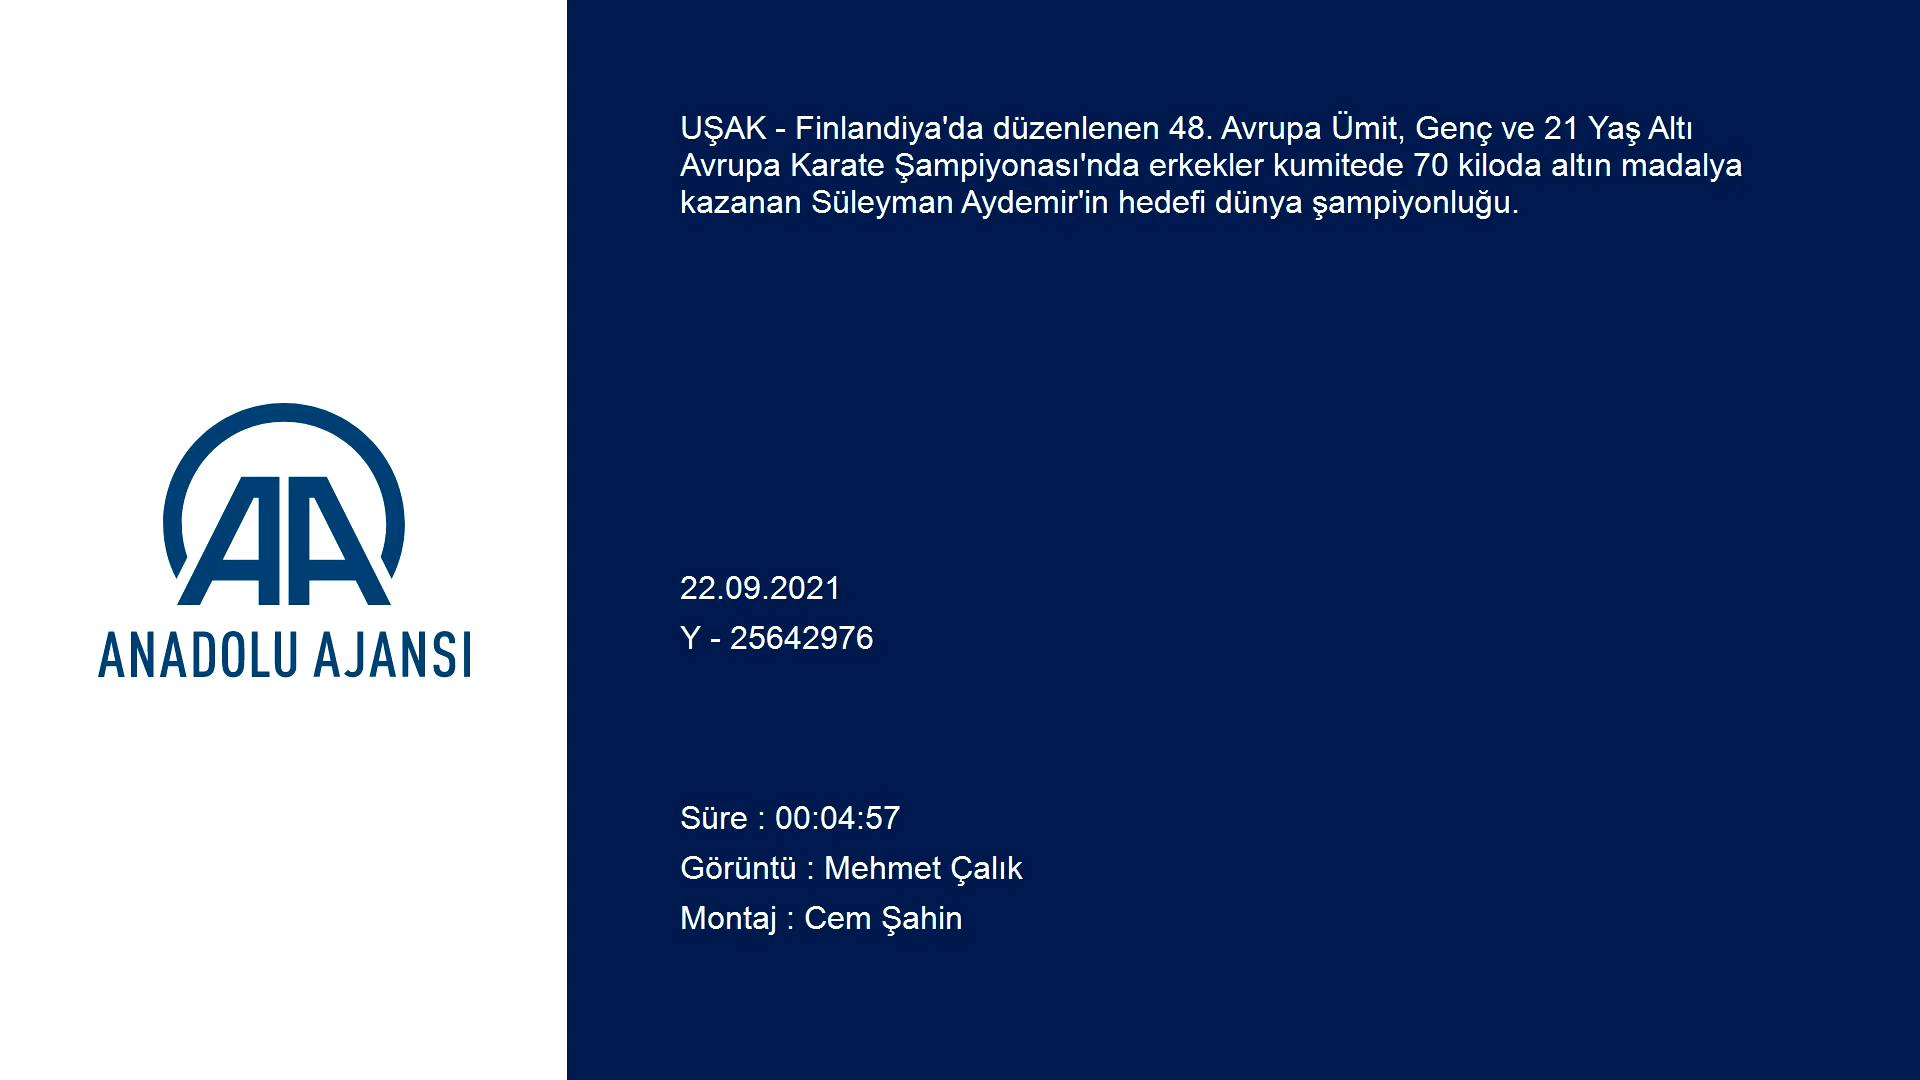 UŞAK - Finlandiya'da düzenlenen 48. Avrupa Ümit, Genç ve 21 Yaş Altı
Avrupa Karate Şampiyonası'nda erkekler kumitede 70 kiloda altın madalya
kazanan Süleyman Aydemir'in hedefi dünya şampiyonluğu.
AA
ANADOLU AJANSI
22.09.2021
Y - 25642976
Süre : 00:04:57
Görüntü : Mehmet Çalık
Montaj : Cem Şahin